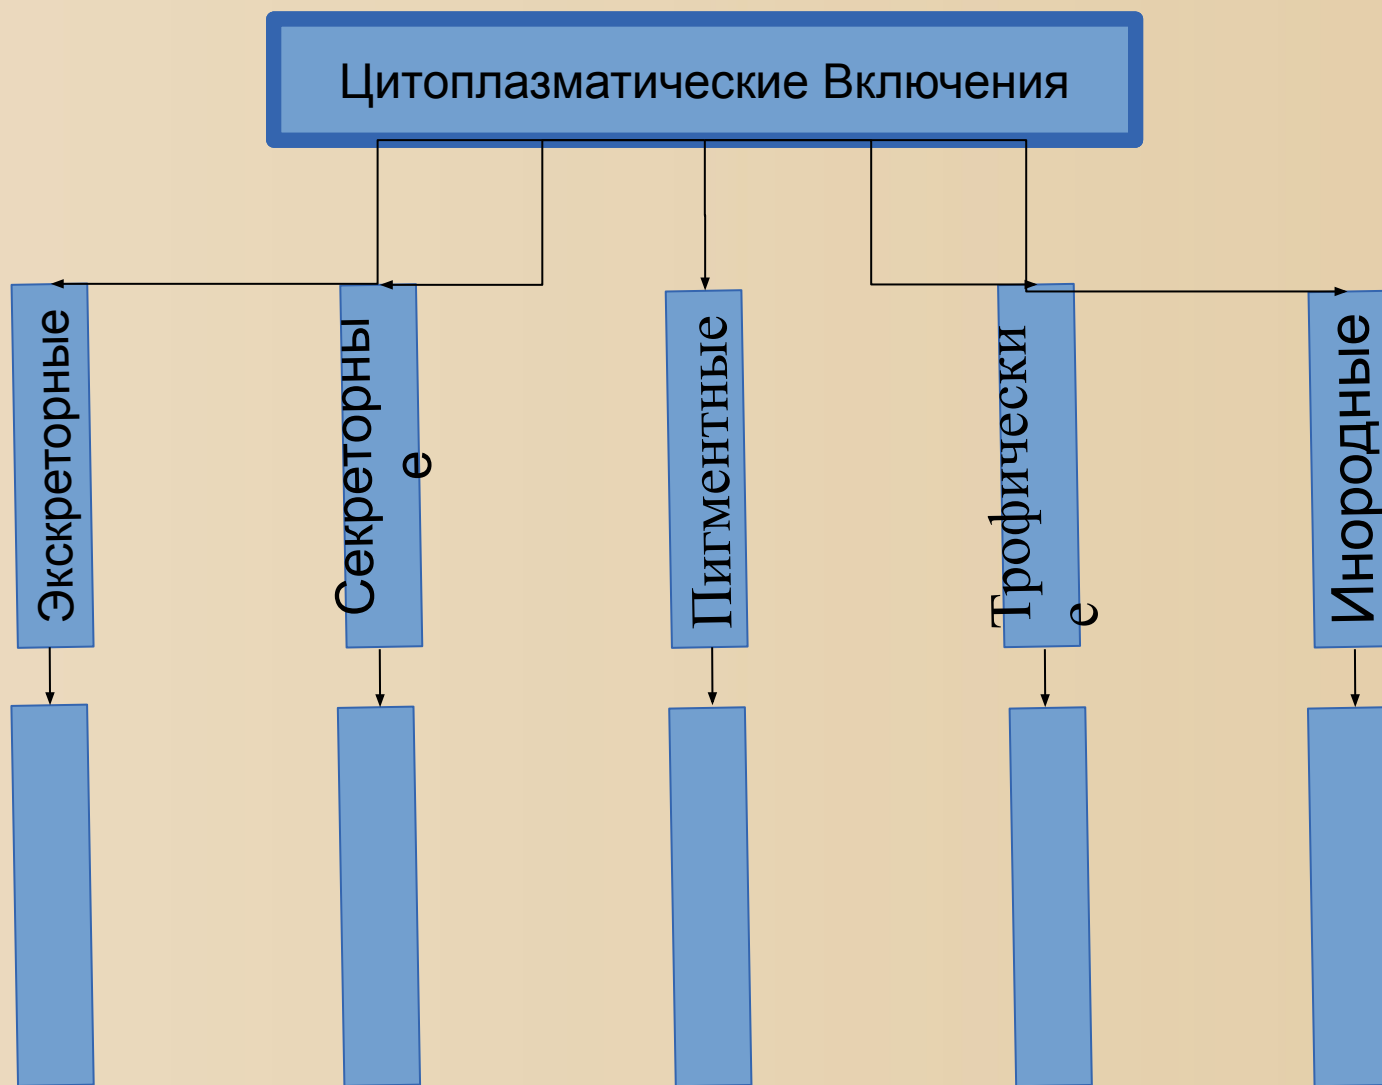 Цитоплазматические Включения
Экскреторные
Секреторны
е
Пигментные
Трофически
е
Инородные